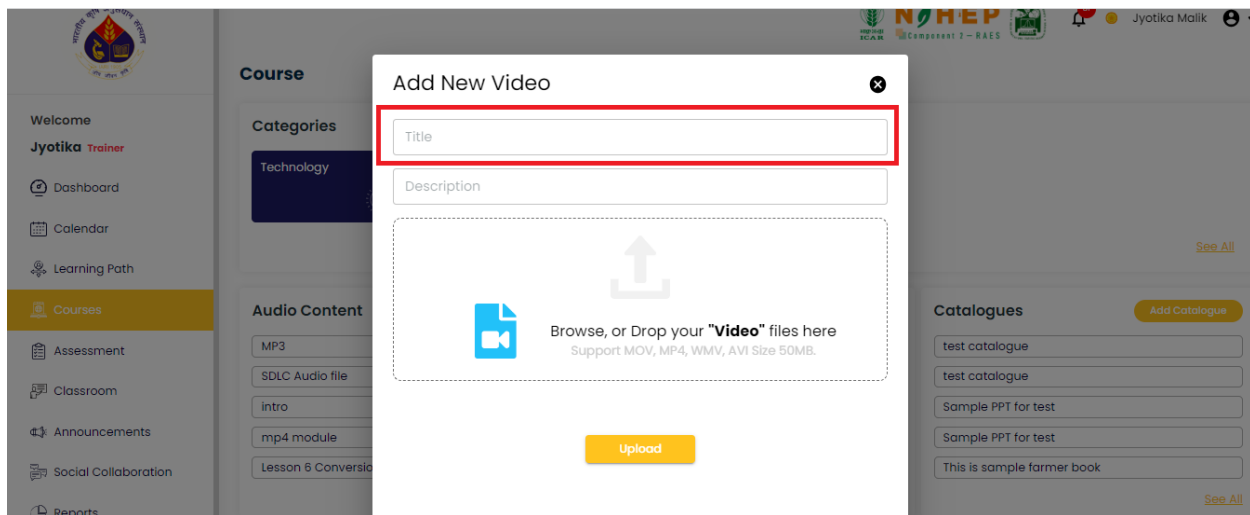 NAHEP
ICAR
Component 2 – RAES
Jyotika Malik
Course
Add New Video
Welcome
Jyotika Trainer
Categories
Title
Technology
Description
Dashboard
Calendar
See All
Learning Path
Courses
Audio Content
Catalogues
Add Catalogue
Browse, or Drop your "Video" files here
Support MOV, MP4, WMV, AVI Size 50MB.
Assessment
MP3
test catalogue
SDLC Audio file
test catalogue
Classroom
intro
Sample PPT for test
Announcements
mp4 module
Sample PPT for test
Upload
Social Collaboration
Lesson 6 Conversio
This is sample farmer book
See All
Reports